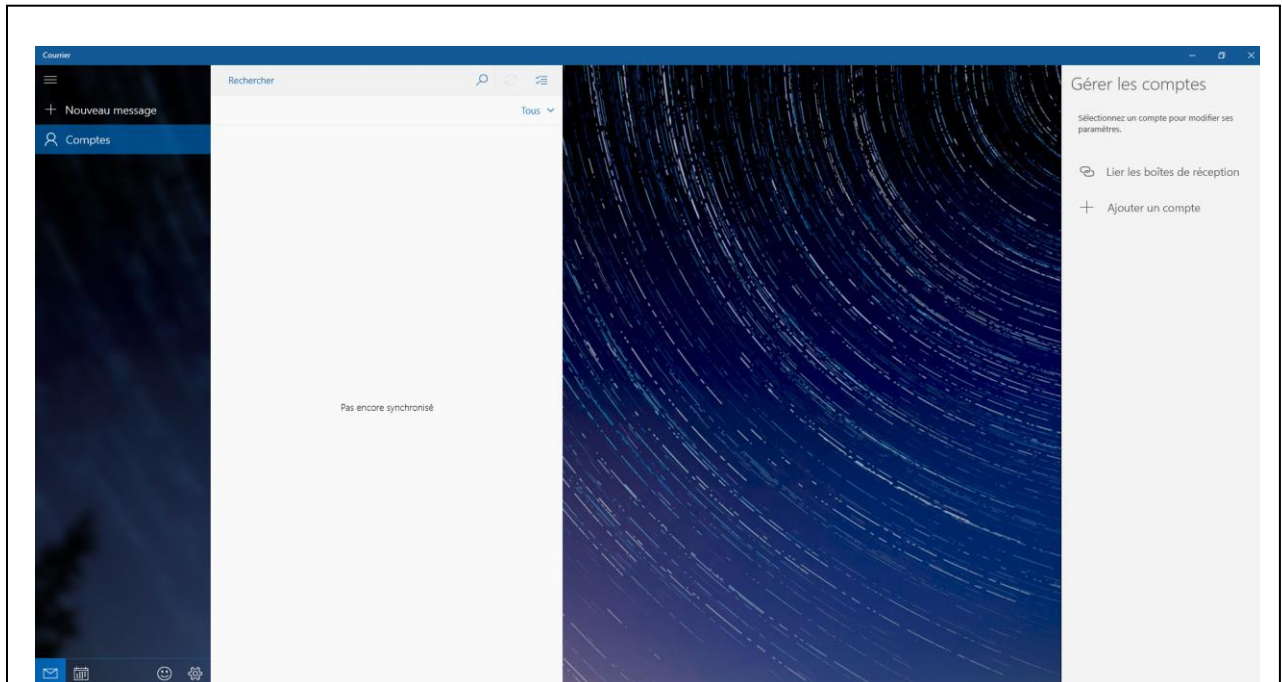 Courrier
Nouveau message
Comptes
Rechercher
Tous
Pas encore synchronisé
Gérer les comptes
Sélectionnez un compte pour modifier ses
paramètres.
Lier les boîtes de réception
Ajouter un compte